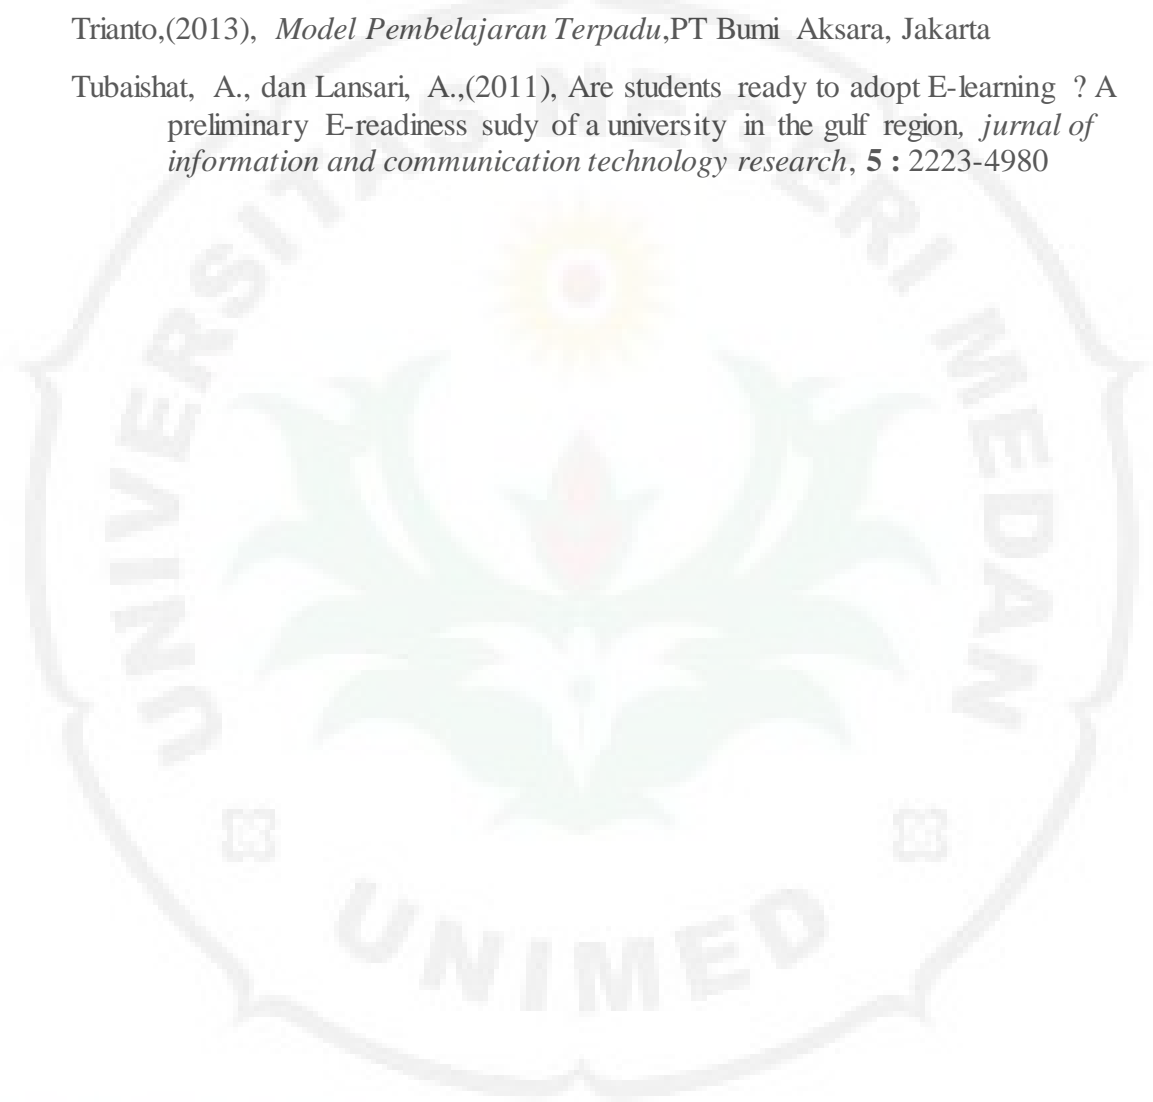 Trianto,(2013), Model Pembelajaran Terpadu,PT Bumi Aksara, Jakarta
Tubaishat, A., dan Lansari, A.,(2011), Are students ready to adopt E-learning ? A
preliminary E-readiness sudy of a university in the gulf region, jurnal of
information and communication technology research, 5 : 2223-4980
UNIVERSITAS NEGERI MEDAN
UNIMED